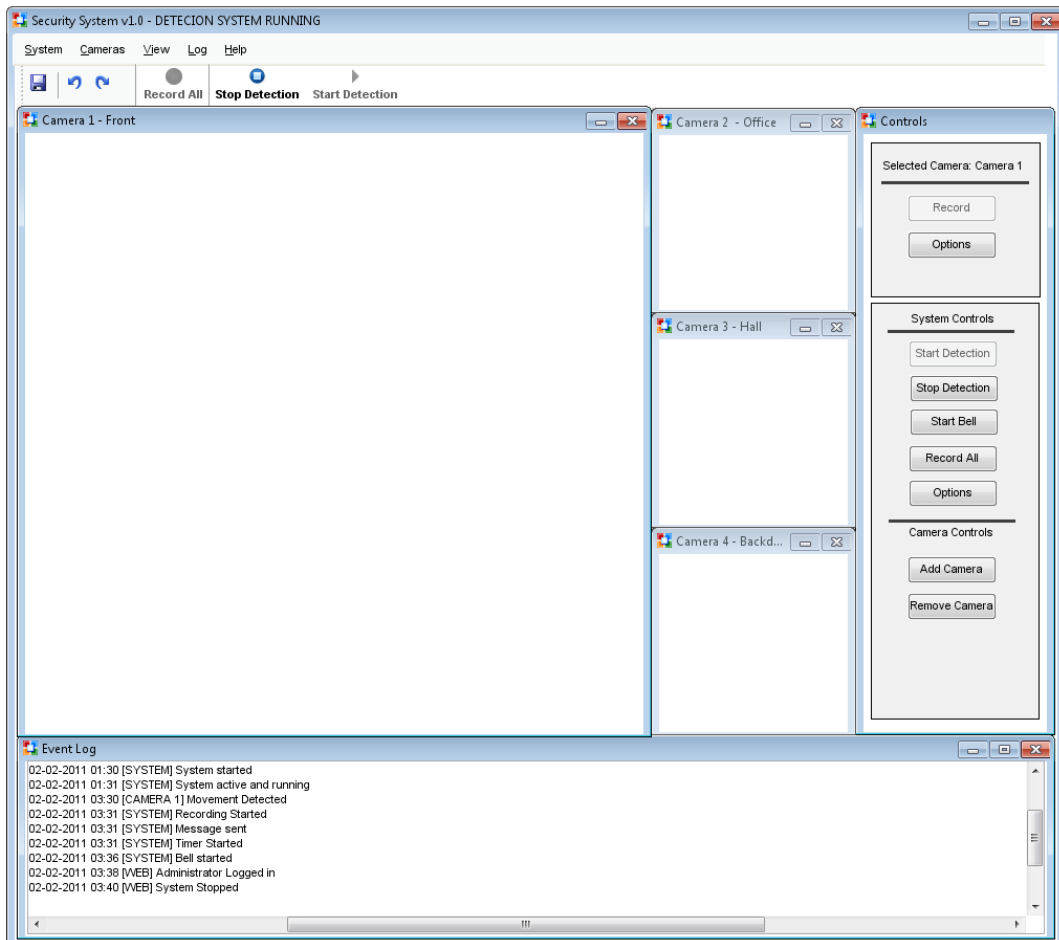 Security System v1.0 - DETECION SYSTEM RUNNING
System Cameras View Log Help
Record All Stop Detection Start Detection
Camera 1 - Front
Camera 2 - Office
Camera 3 - Hall
Camera 4 - Backd...
Controls
Selected Camera: Camera 1
Record
Options
System Controls
Start Detection
Stop Detection
Start Bell
Record All
Options
Camera Controls
Add Camera
Remove Camera
Event Log
02-02-2011 01:30 [SYSTEM] System started
02-02-2011 01:31 [SYSTEM] System active and running
02-02-2011 03:30 [CAMERA 1] Movement Detected
02-02-2011 03:31 [SYSTEM] Recording Started
02-02-2011 03:31 [SYSTEM] Message sent
02-02-2011 03:31 [SYSTEM] Timer Started
02-02-2011 03:36 [SYSTEM] Bell started
02-02-2011 03:38 [WEB] Administrator Logged in
02-02-2011 03:40 [WEB] System Stopped